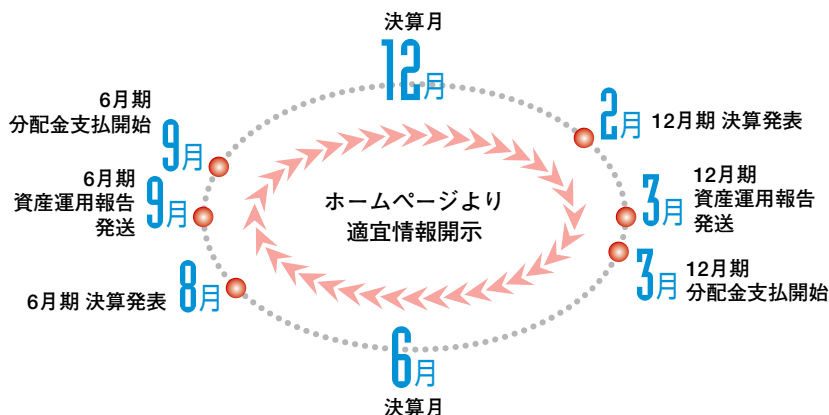 決算月
12月
2月 12月期 決算発表
3月
12月期
資産運用報告
発送
3月
12月期
分配金支払開始
6月
決算月
6月期 決算発表 8月
6月期
資産運用報告
発送
9月
6月期
分配金支払開始
9月
ホームページより
適宜情報開示